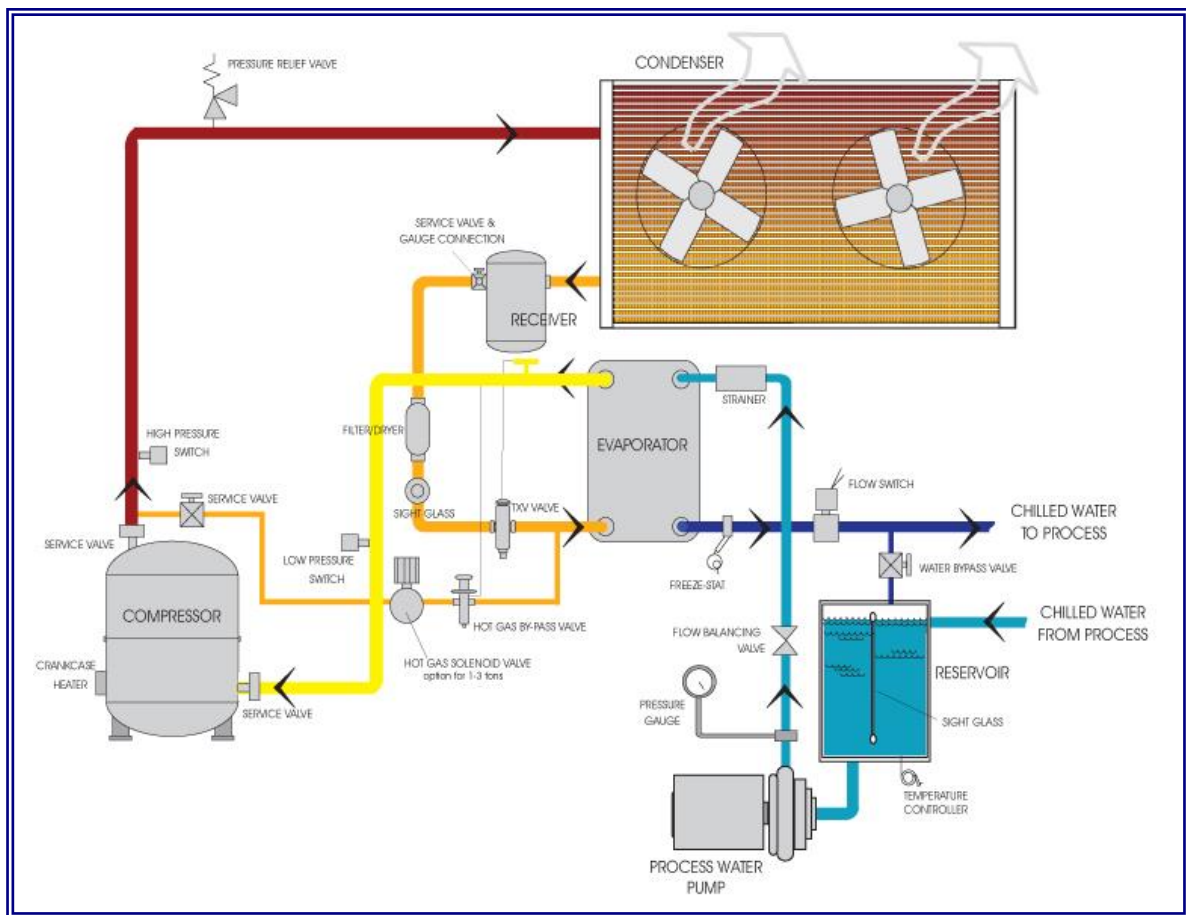 PRESSURE RELIEF VALVE
CONDENSER
SERVICE VALVE &
GAUGE CONNECTION
RECEIVER
STRAINER
EVAPORATOR
FILTER/DRYER
HIGH PRESSURE
SWITCH
SERVICE VALVE
SIGHT GLASS
TXV VALVE
FLOW SWITCH
CHILLED WATER
TO PROCESS
SERVICE VALVE
LOW PRESSURE
SWITCH
FREEZE-STAT
WATER BYPASS VALVE
COMPRESSOR
HOT GAS BY-PASS VALVE
CHILLED WATER
FROM PROCESS
FLOW BALANCING
VALVE
CRANKCASE
HEATER
HOT GAS SOLENOID VALVE
option for 1-3 tons
RESERVOIR
SERVICE VALVE
PRESSURE
GAUGE
SIGHT GLASS
TEMPERATURE
CONTROLLER
PROCESS WATER
PUMP